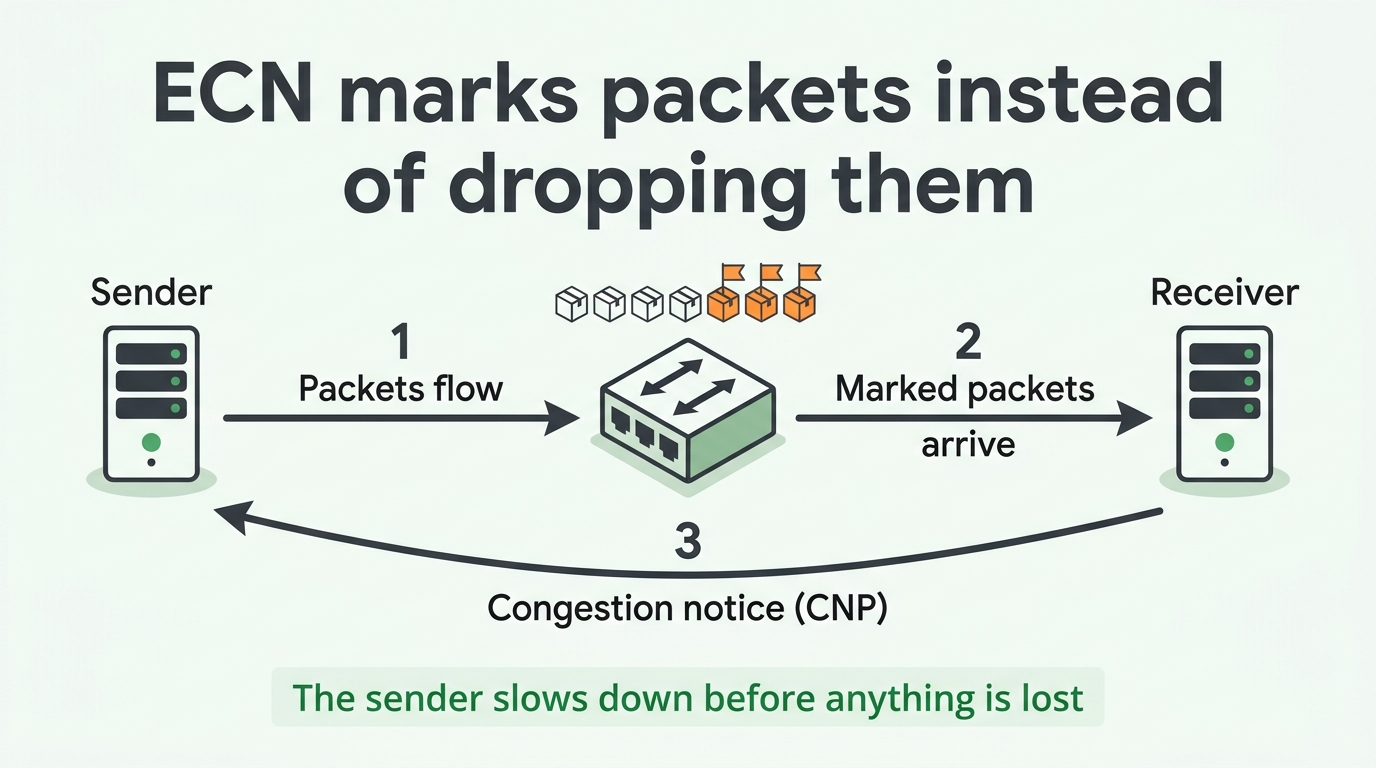 ECN marks packets instead
of dropping them
Sender
Receiver
1
Packets flow
2
Marked packets
arrive
3
Congestion notice (CNP)
The sender slows down before anything is lost